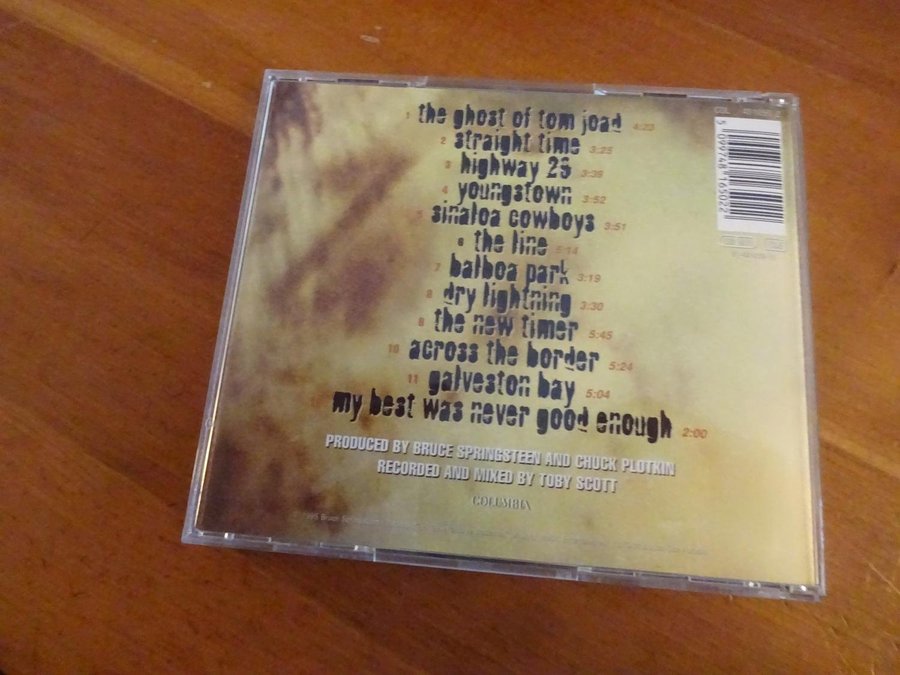 1 the ghost of tom joad 4:23
2 straight time 3:25
3 highway 29 3:39
4 youngstown 3:52
5 sinaloa cowboys 3:51
6 the line 5:14
7 balboa park 3:19
8 dry lightning 3:30
9 the new timer 5:45
10 across the border 5:24
11 galveston bay 5:04
12 my best was never good enough 2:00
PRODUCED BY BRUCE SPRINGSTEEN AND CHUCK PLOTKIN
RECORDED AND MIXED BY TOBY SCOTT
COLUMBIA
5 099748 165022